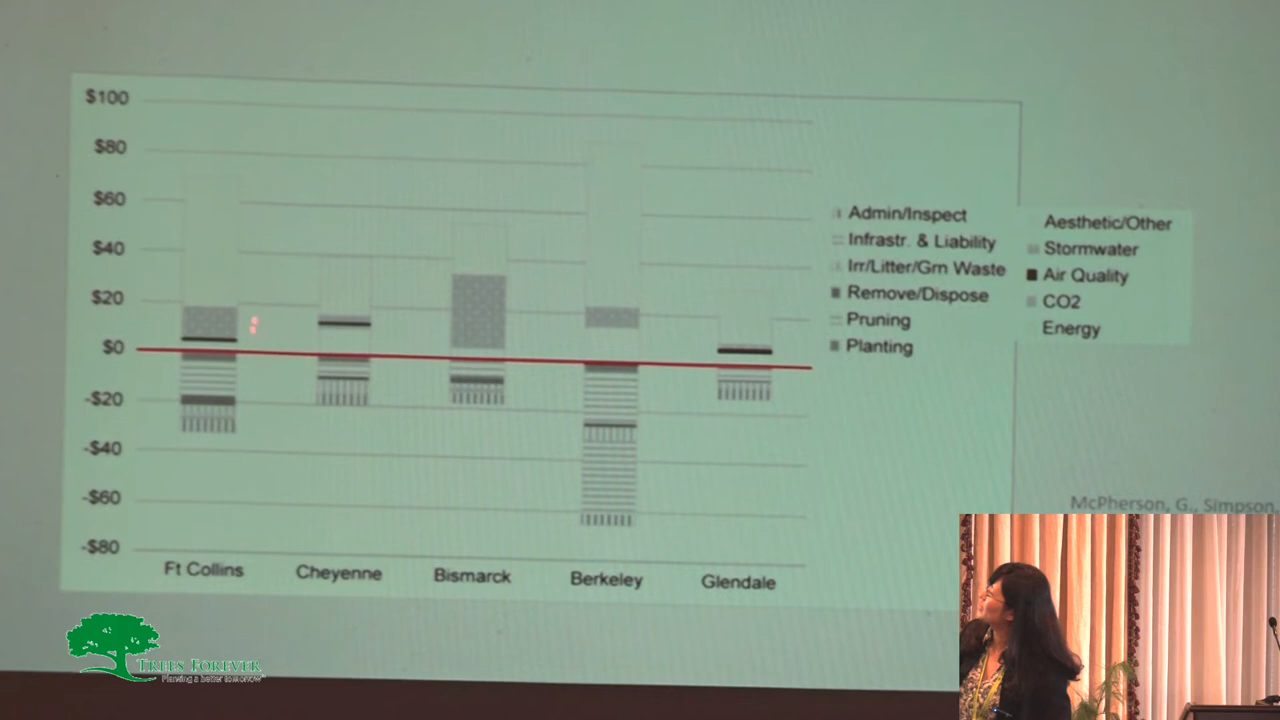 $100
$80
$60
$40
$20
$0
-$20
-$40
-$60
-$80
Ft Collins
Cheyenne
Bismarck
Berkeley
Glendale
Admin/Inspect
Infrastr. & Liability
Irr/Litter/Grn Waste
Remove/Dispose
Pruning
Planting
Aesthetic/Other
Stormwater
Air Quality
CO2
Energy
McPherson, G., Simpson,
TREES FOREVER
Planting a better tomorrow